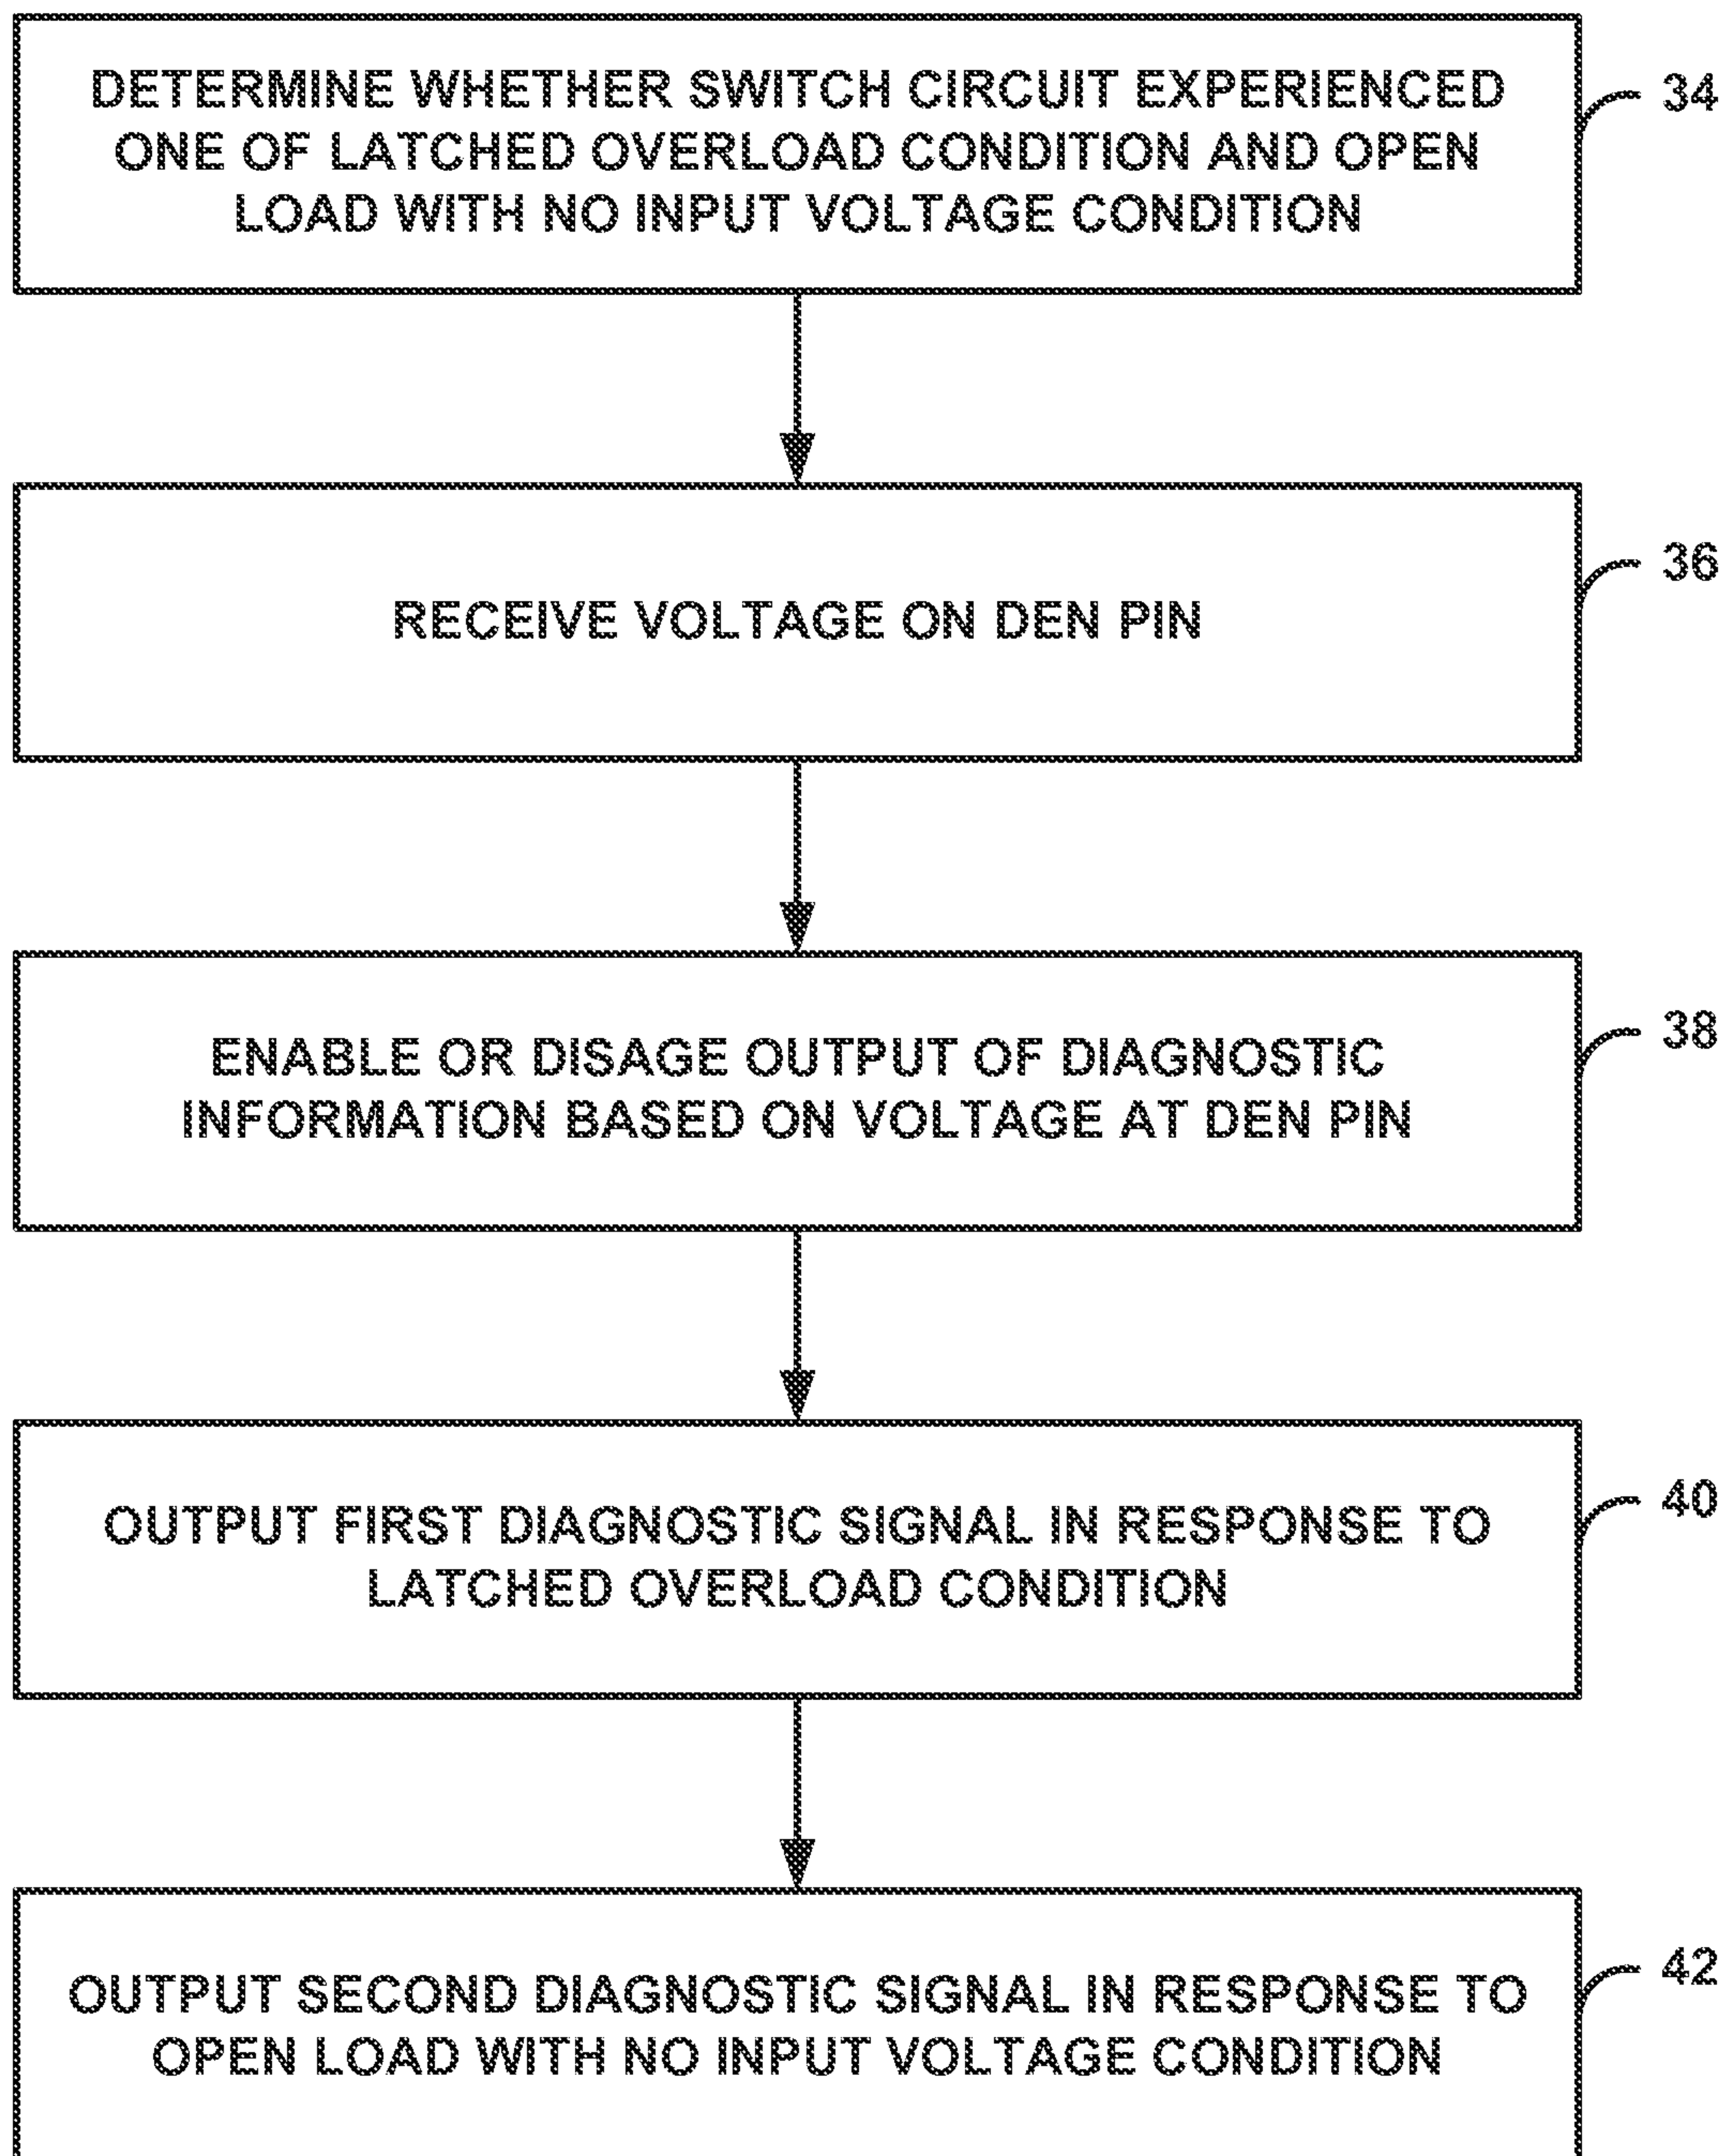 DETERMINE WHETHER SWITCH CIRCUIT EXPERIENCED
ONE OF LATCHED OVERLOAD CONDITION AND OPEN
LOAD WITH NO INPUT VOLTAGE CONDITION
34
RECEIVE VOLTAGE ON DEN PIN
36
ENABLE OR DISAGE OUTPUT OF DIAGNOSTIC
INFORMATION BASED ON VOLTAGE AT DEN PIN
38
OUTPUT FIRST DIAGNOSTIC SIGNAL IN RESPONSE TO
LATCHED OVERLOAD CONDITION
40
OUTPUT SECOND DIAGNOSTIC SIGNAL IN RESPONSE TO
OPEN LOAD WITH NO INPUT VOLTAGE CONDITION
42